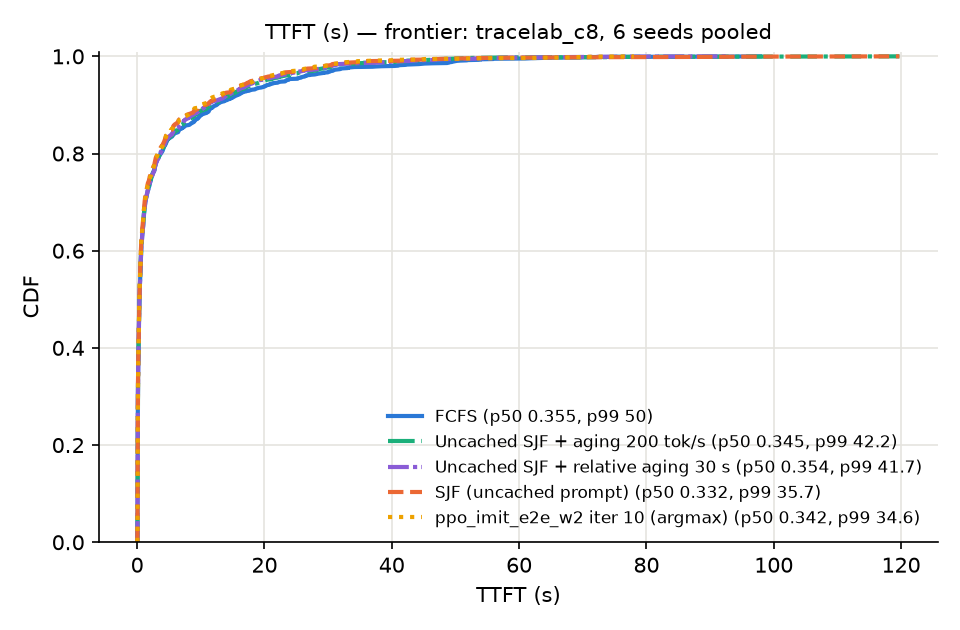 TTFT (s) — frontier: tracelab_c8, 6 seeds pooled
1.0
0.8
0.6
0.4
0.2
0.0
CDF
FCFS (p50 0.355, p99 50)
Uncached SJF + aging 200 tok/s (p50 0.345, p99 42.2)
Uncached SJF + relative aging 30 s (p50 0.354, p99 41.7)
SJF (uncached prompt) (p50 0.332, p99 35.7)
ppo_imit_e2e_w2 iter 10 (argmax) (p50 0.342, p99 34.6)
0 20 40 60 80 100 120
TTFT (s)